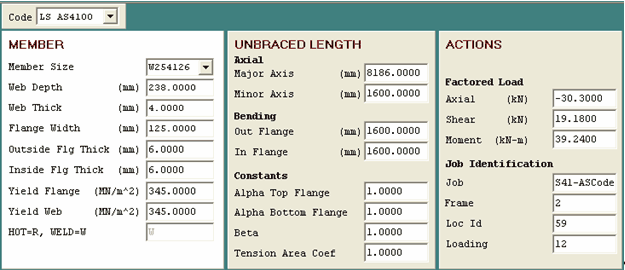 Code LS AS4100
MEMBER
Member Size W254126
Web Depth (mm) 238.0000
Web Thick (mm) 4.0000
Flange Width (mm) 125.0000
Outside Flg Thick (mm) 6.0000
Inside Flg Thick (mm) 6.0000
Yield Flange (MN/m^2) 345.0000
Yield Web (MN/m^2) 345.0000
HOT=R, WELD=W W
UNBRACED LENGTH
Axial
Major Axis (mm) 8186.0000
Minor Axis (mm) 1600.0000
Bending
Out Flange (mm) 1600.0000
In Flange (mm) 1600.0000
Constants
Alpha Top Flange 1.0000
Alpha Bottom Flange 1.0000
Beta 1.0000
Tension Area Coef 1.0000
ACTIONS
Factored Load
Axial (kN) -30.3000
Shear (kN) 19.1800
Moment (kN-m) 39.2400
Job Identification
Job S41-ASCode
Frame 2
Loc Id 59
Loading 12